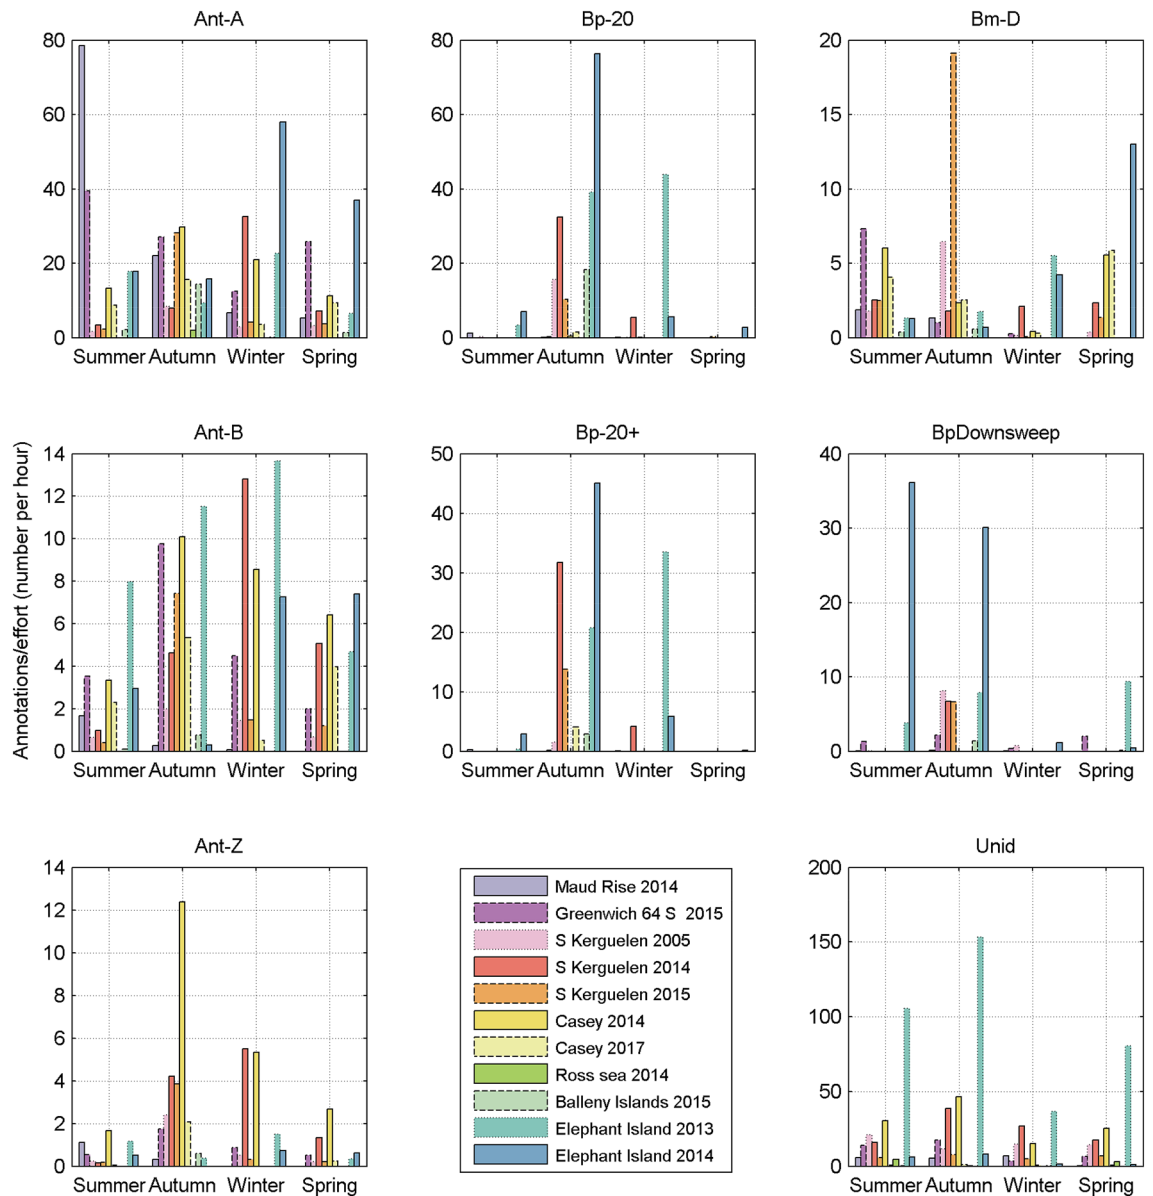 Ant-A
80
60
40
20
0
Summer Autumn Winter Spring
Bp-20
80
60
40
20
0
Summer Autumn Winter Spring
Bm-D
20
15
10
5
0
Summer Autumn Winter Spring
Annotations/effort (number per hour)
Ant-B
14
12
10
8
6
4
2
0
Summer Autumn Winter Spring
Bp-20+
50
40
30
20
10
0
Summer Autumn Winter Spring
BpDownsweep
40
30
20
10
0
Summer Autumn Winter Spring
Ant-Z
14
12
10
8
6
4
2
0
Summer Autumn Winter Spring
Maud Rise 2014
Greenwich 64 S 2015
S Kerguelen 2005
S Kerguelen 2014
S Kerguelen 2015
Casey 2014
Casey 2017
Ross sea 2014
Balleny Islands 2015
Elephant Island 2013
Elephant Island 2014
Unid
200
150
100
50
0
Summer Autumn Winter Spring